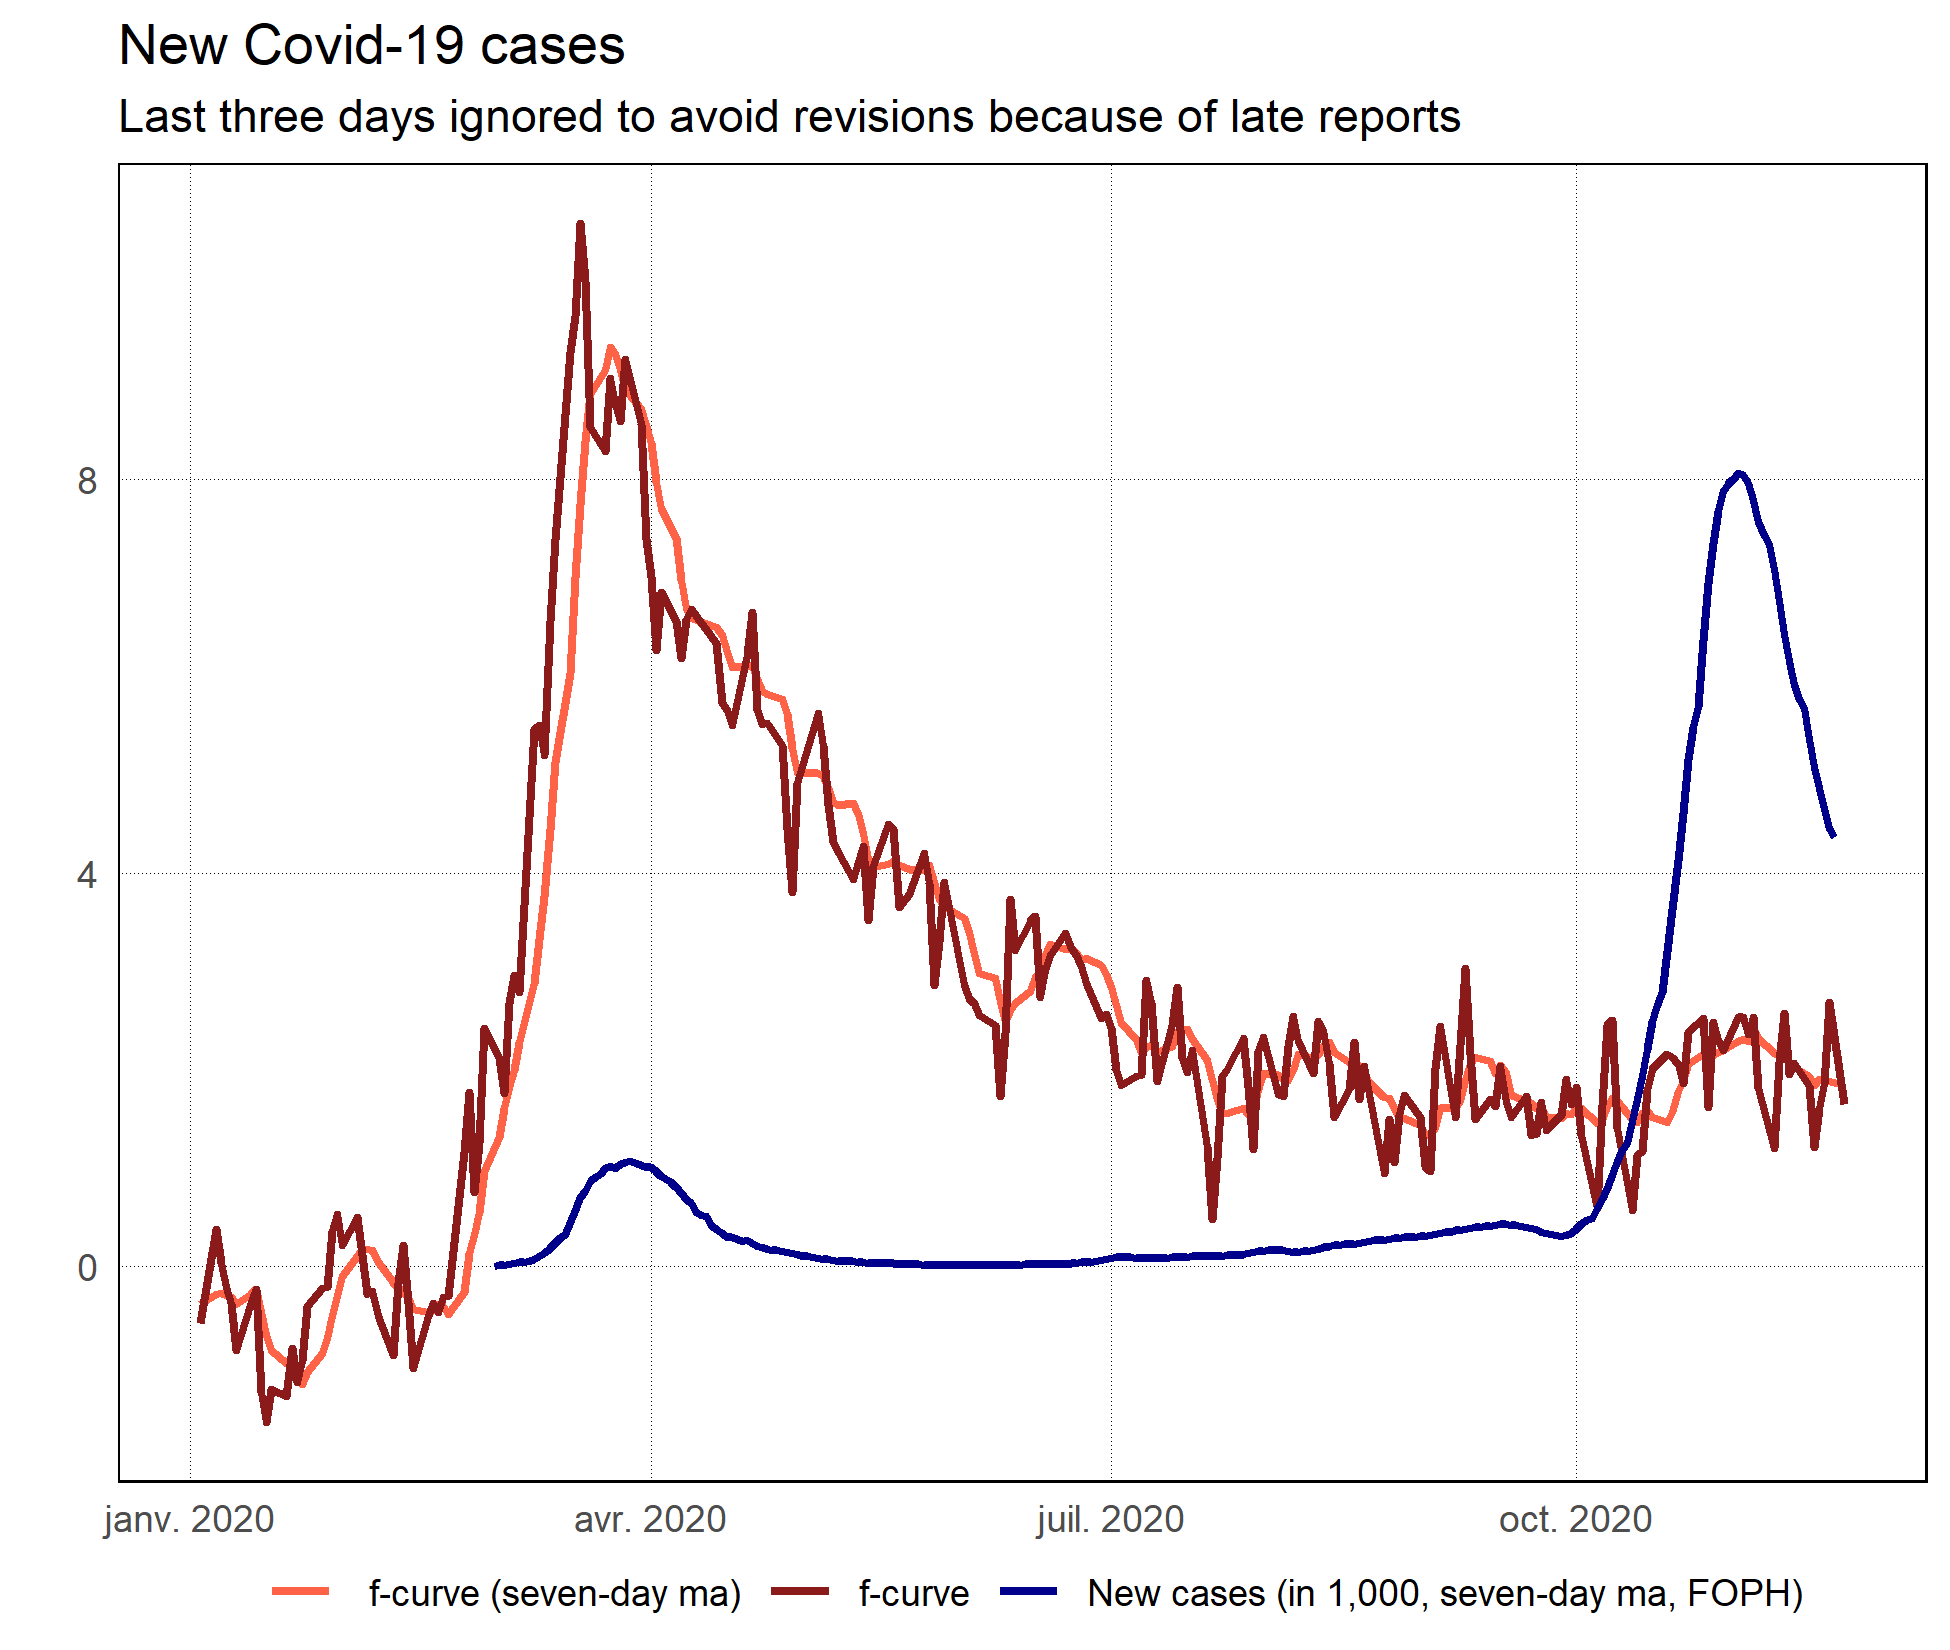 New Covid-19 cases
Last three days ignored to avoid revisions because of late reports
8
4
0
janv. 2020 avr. 2020 juil. 2020 oct. 2020
f-curve (seven-day ma) f-curve New cases (in 1,000, seven-day ma, FOPH)